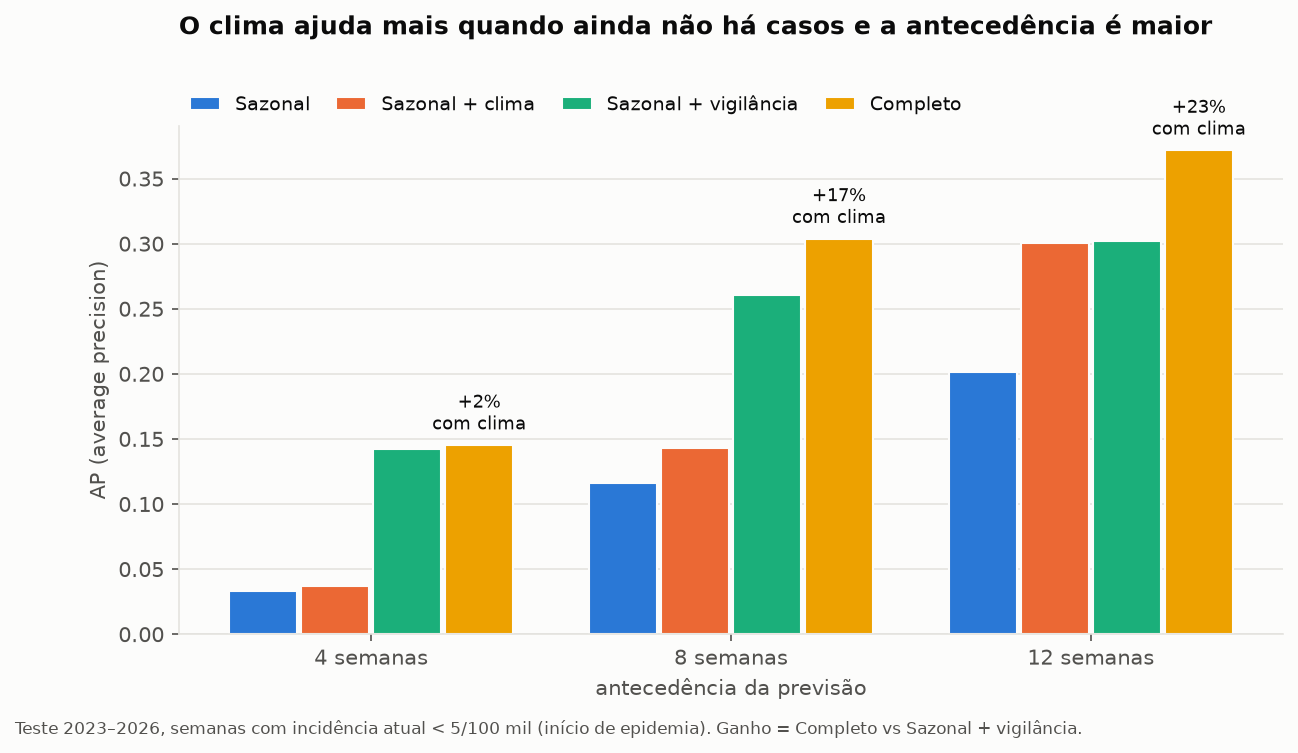 O clima ajuda mais quando ainda não há casos e a antecedência é maior
Sazonal
Sazonal + clima
Sazonal + vigilância
Completo
+23%
com clima
+17%
com clima
+2%
com clima
AP (average precision)
0.35
0.30
0.25
0.20
0.15
0.10
0.05
0.00
4 semanas
8 semanas
12 semanas
antecedência da previsão
Teste 2023–2026, semanas com incidência atual < 5/100 mil (início de epidemia). Ganho = Completo vs Sazonal + vigilância.